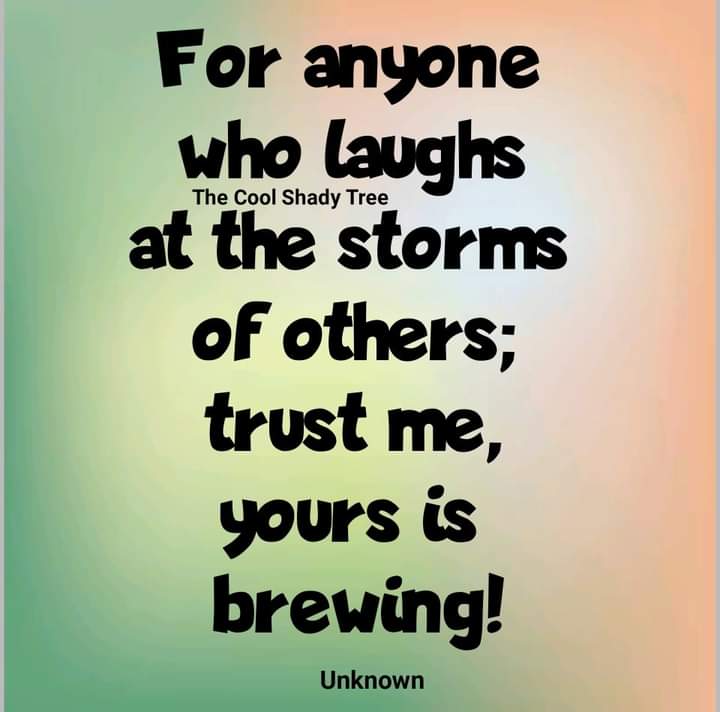 For anyone
who laughs
The Cool Shady Tree
at the storms
of others;
trust me,
yours is
brewing!
Unknown